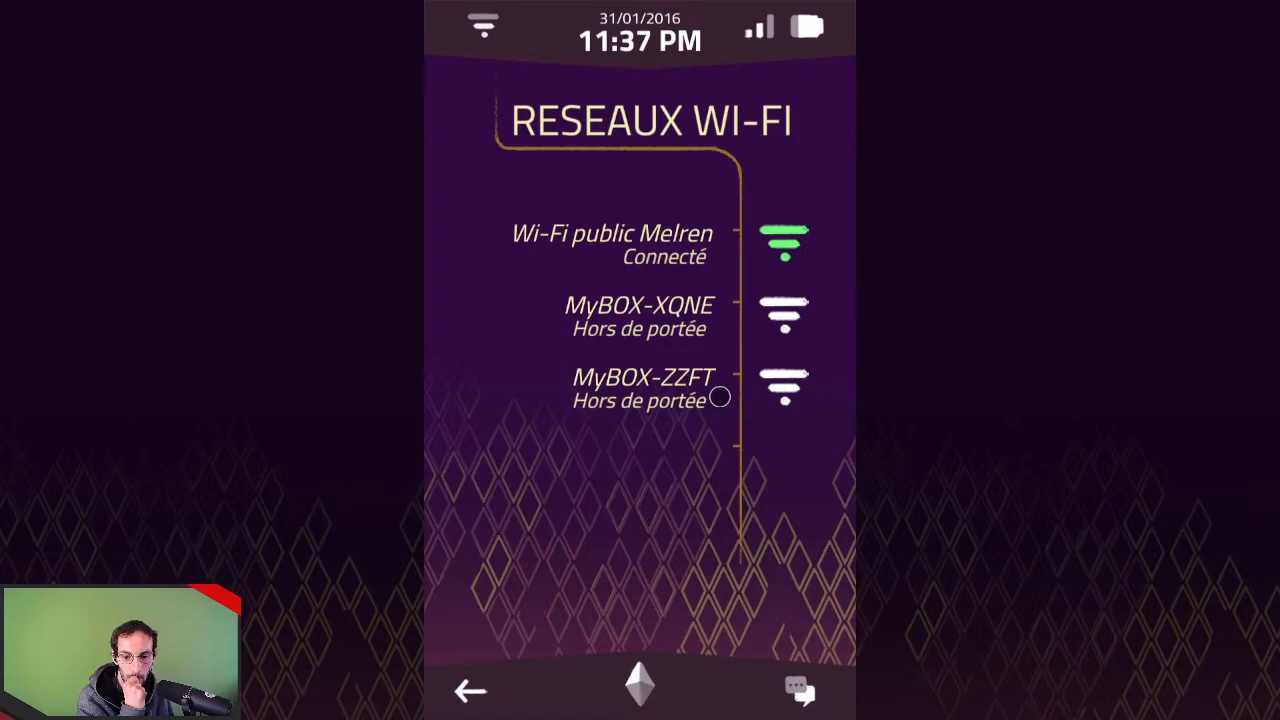 31/01/2016
11:37 PM
RESEAUX WI-FI
Wi-Fi public Melren
Connecté
MyBOX-XQNE
Hors de portée
MyBOX-ZZFT
Hors de portée